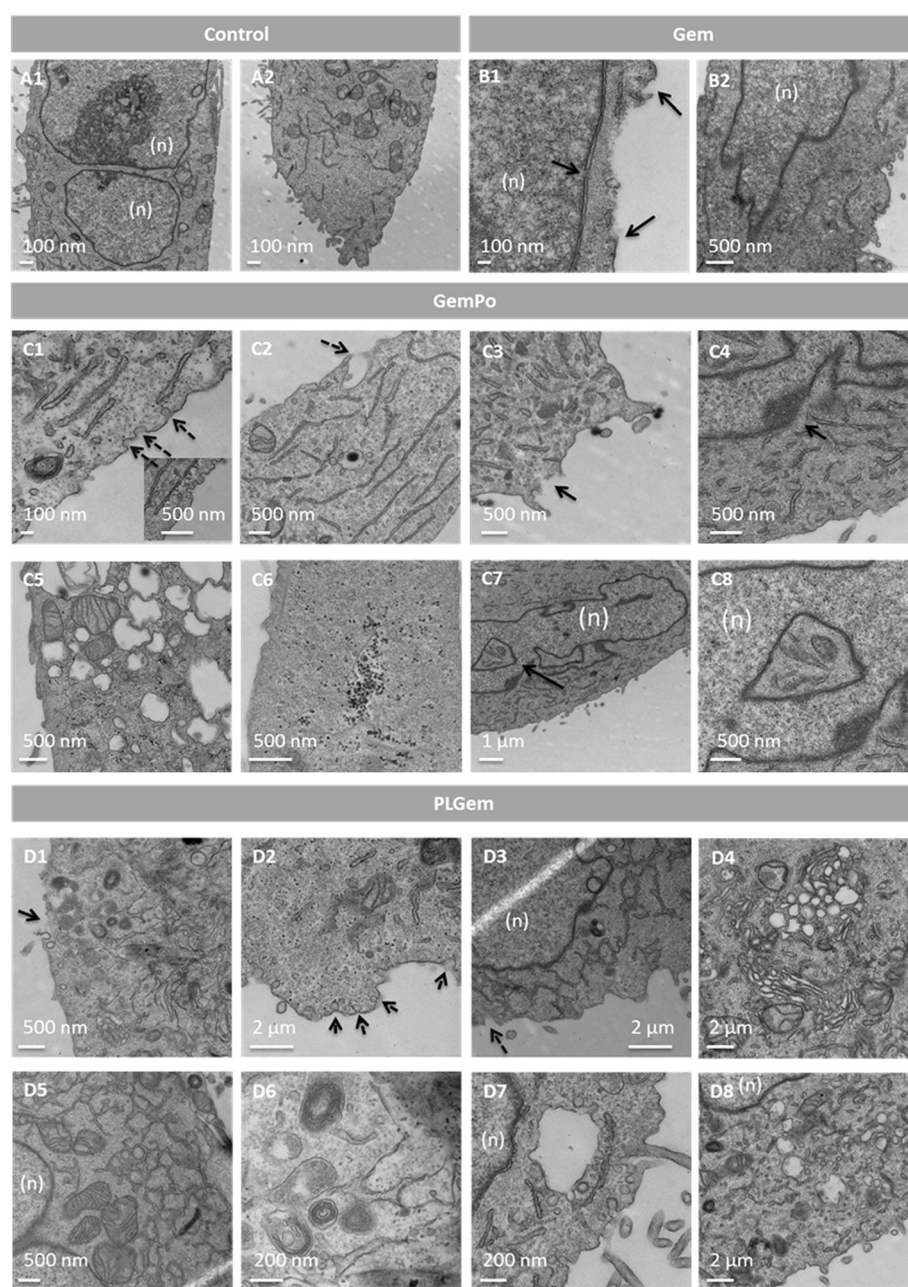 Control Gem
A1 A2 B1 B2
(n)
(n)
(n)
(n)
100 nm 100 nm 100 nm 500 nm
GemPo
C1 C2 C3 C4
500 nm
100 nm 500 nm 500 nm 500 nm
C5 C6 C7 C8
(n) (n)
500 nm 500 nm 1 µm 500 nm
PLGem
D1 D2 D3 D4
(n)
500 nm 2 µm 2 µm 2 µm
D5 D6 D7 D8 (n)
(n) (n)
500 nm 200 nm 200 nm 2 µm